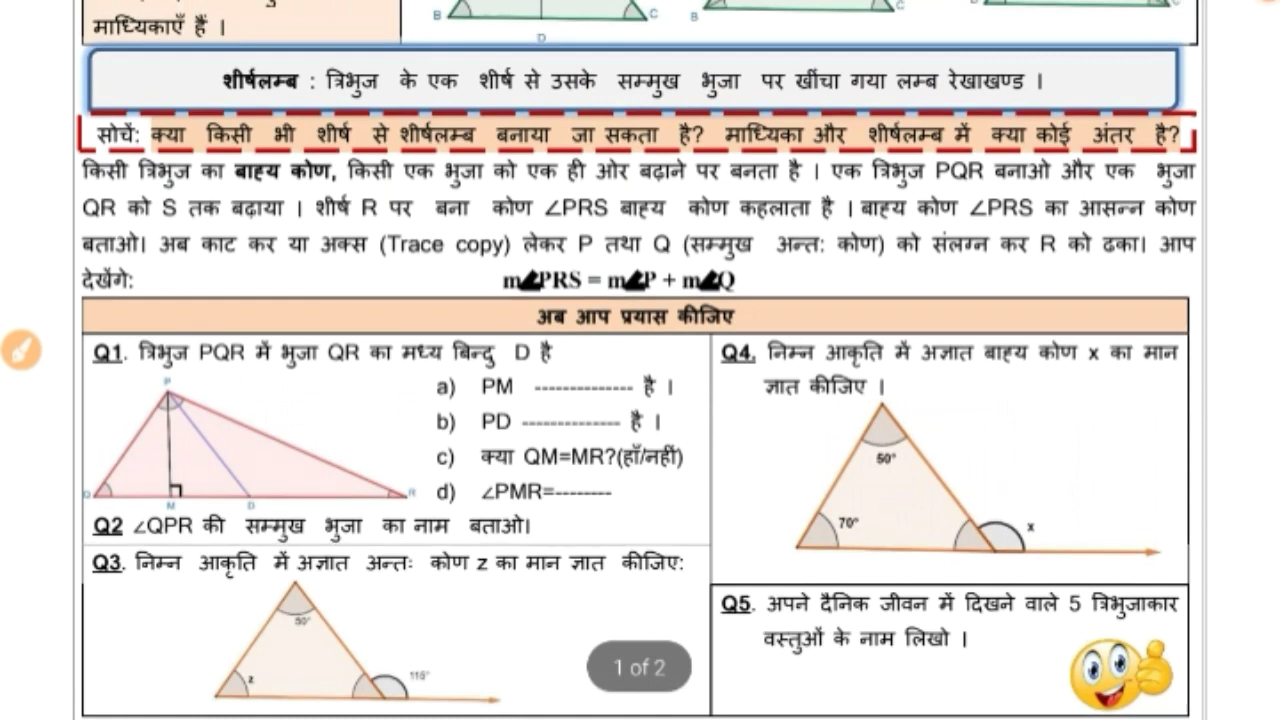 माध्यिकाएँ हैं ।
B
C
B
C
D
शीर्षलम्ब : त्रिभुज के एक शीर्ष से उसके सम्मुख भुजा पर खींचा गया लम्ब रेखाखण्ड ।
सोचें: क्या किसी भी शीर्ष से शीर्षलम्ब बनाया जा सकता है? माध्यिका और शीर्षलम्ब में क्या कोई अंतर है?
किसी त्रिभुज का बाह्य कोण, किसी एक भुजा को एक ही ओर बढ़ाने पर बनता है । एक त्रिभुज PQR बनाओ और एक भुजा
QR को S तक बढ़ाया । शीर्ष R पर बना कोण ∠PRS बाह्य कोण कहलाता है । बाह्य कोण ∠PRS का आसन्न कोण
बताओ। अब काट कर या अक्स (Trace copy) लेकर P तथा Q (सम्मुख अन्त: कोण) को संलग्न कर R को ढका। आप
देखेंगे:
m∠PRS = m∠P + m∠Q
अब आप प्रयास कीजिए
Q1. त्रिभुज PQR में भुजा QR का मध्य बिन्दु D है
P
Q
M
D
R
a) PM -------------- है ।
b) PD -------------- है ।
c) क्या QM=MR?(हाँ/नहीं)
d) ∠PMR=--------
Q2 ∠QPR की सम्मुख भुजा का नाम बताओ।
Q3. निम्न आकृति में अज्ञात अन्तः कोण z का मान ज्ञात कीजिए:
50°
z
115°
Q4. निम्न आकृति में अज्ञात बाह्य कोण x का मान
ज्ञात कीजिए ।
50°
70°
x
Q5. अपने दैनिक जीवन में दिखने वाले 5 त्रिभुजाकार
वस्तुओं के नाम लिखो ।
1 of 2